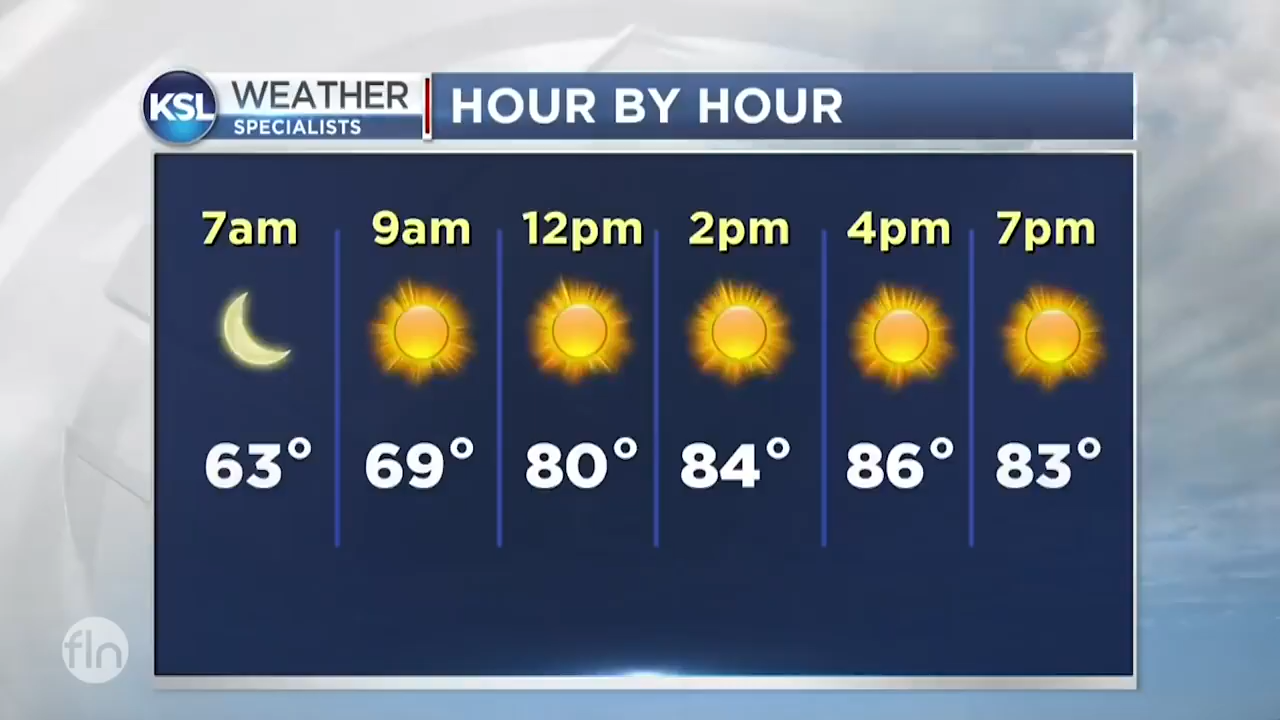 KSL WEATHER SPECIALISTS
HOUR BY HOUR
7am 9am 12pm 2pm 4pm 7pm
63° 69° 80° 84° 86° 83°
fln